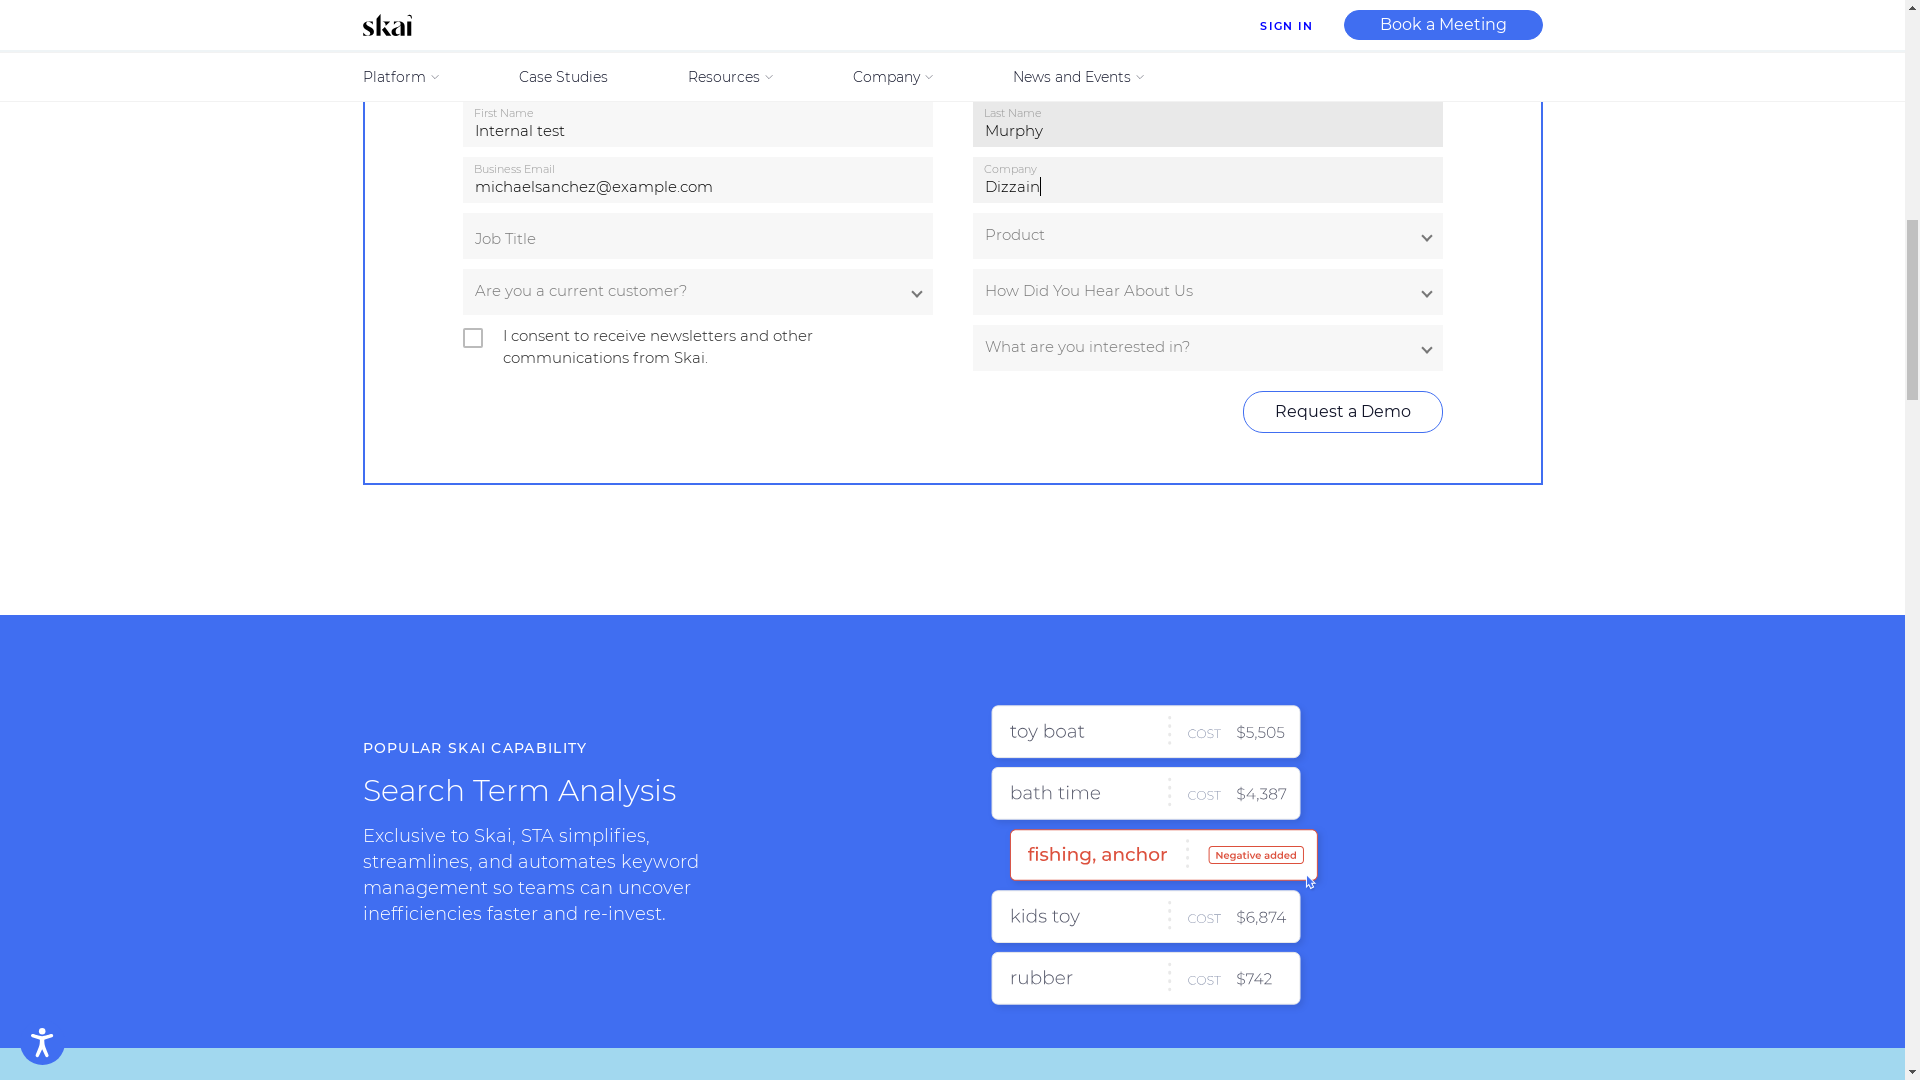 skai
SIGN IN
Book a Meeting
Platform
Case Studies
Resources
Company
News and Events
First Name
Internal test
Last Name
Murphy
Business Email
michaelsanchez@example.com
Company
Dizzain
Job Title
Product
Are you a current customer?
How Did You Hear About Us
I consent to receive newsletters and other
communications from Skai.
What are you interested in?
Request a Demo
POPULAR SKAI CAPABILITY
Search Term Analysis
Exclusive to Skai, STA simplifies,
streamlines, and automates keyword
management so teams can uncover
inefficiencies faster and re-invest.
toy boat COST $5,505
bath time COST $4,387
fishing, anchor Negative added
kids toy COST $6,874
rubber COST $742